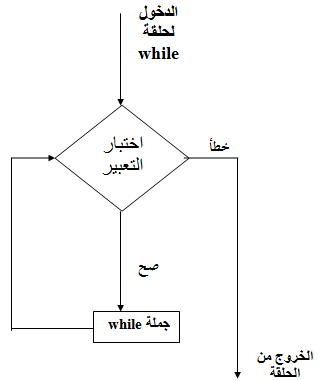 الدخول
لحلقة
while
اختبار
التعبير
خطأ
صح
جملة while
الخروج من
الحلقة